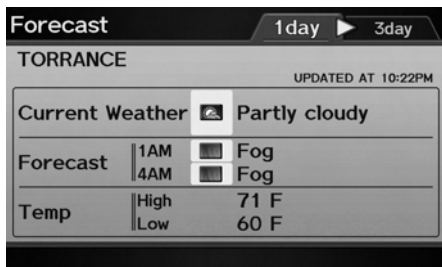 Forecast 1day 3day
TORRANCE
UPDATED AT 10:22PM
Current Weather Partly cloudy
Forecast 1AM Fog
4AM Fog
Temp High 71 F
Low 60 F